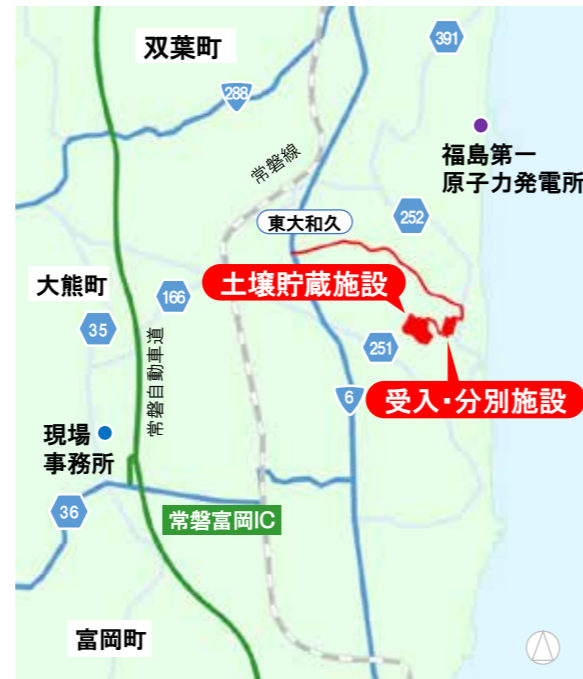 391
双葉町
288
福島第一
原子力発電所
常磐線
252
東大和久
土壌貯蔵施設
大熊町
166
35
251
常磐自動車道
6
受入・分別施設
現場
事務所
36
常磐富岡IC
富岡町